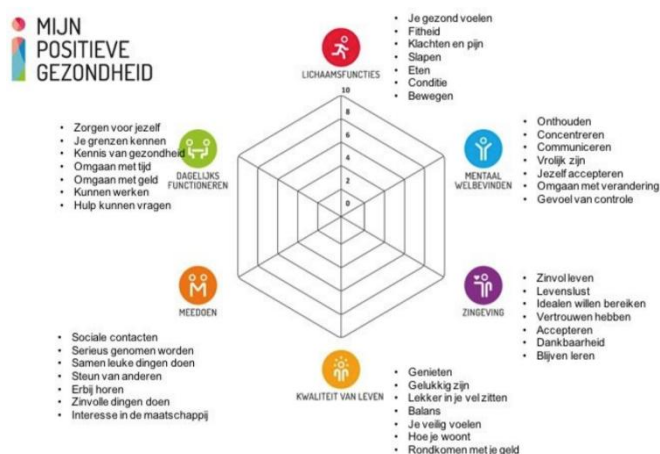 MIJN
POSITIEVE
GEZONDHEID
• Je gezond voelen
• Fitheid
• Klachten en pijn
• Slapen
• Eten
• Conditie
• Bewegen
LICHAAMSFUNCTIES
10
8
6
4
2
0
• Zorgen voor jezelf
• Je grenzen kennen
• Kennis van gezondheid
• Omgaan met tijd
• Omgaan met geld
• Kunnen werken
• Hulp kunnen vragen
DAGELIJKS
FUNCTIONEREN
• Onthouden
• Concentreren
• Communiceren
• Vrolijk zijn
• Jezelf accepteren
• Omgaan met verandering
• Gevoel van controle
MENTAAL
WELBEVINDEN
MEEDOEN
• Sociale contacten
• Serieus genomen worden
• Samen leuke dingen doen
• Steun van anderen
• Erbij horen
• Zinvolle dingen doen
• Interesse in de maatschappij
ZINGEVING
• Zinvol leven
• Levenslust
• Idealen willen bereiken
• Vertrouwen hebben
• Accepteren
• Dankbaarheid
• Blijven leren
KWALITEIT VAN LEVEN
• Genieten
• Gelukkig zijn
• Lekker in je vel zitten
• Balans
• Je veilig voelen
• Hoe je woont
• Rondkomen met je geld